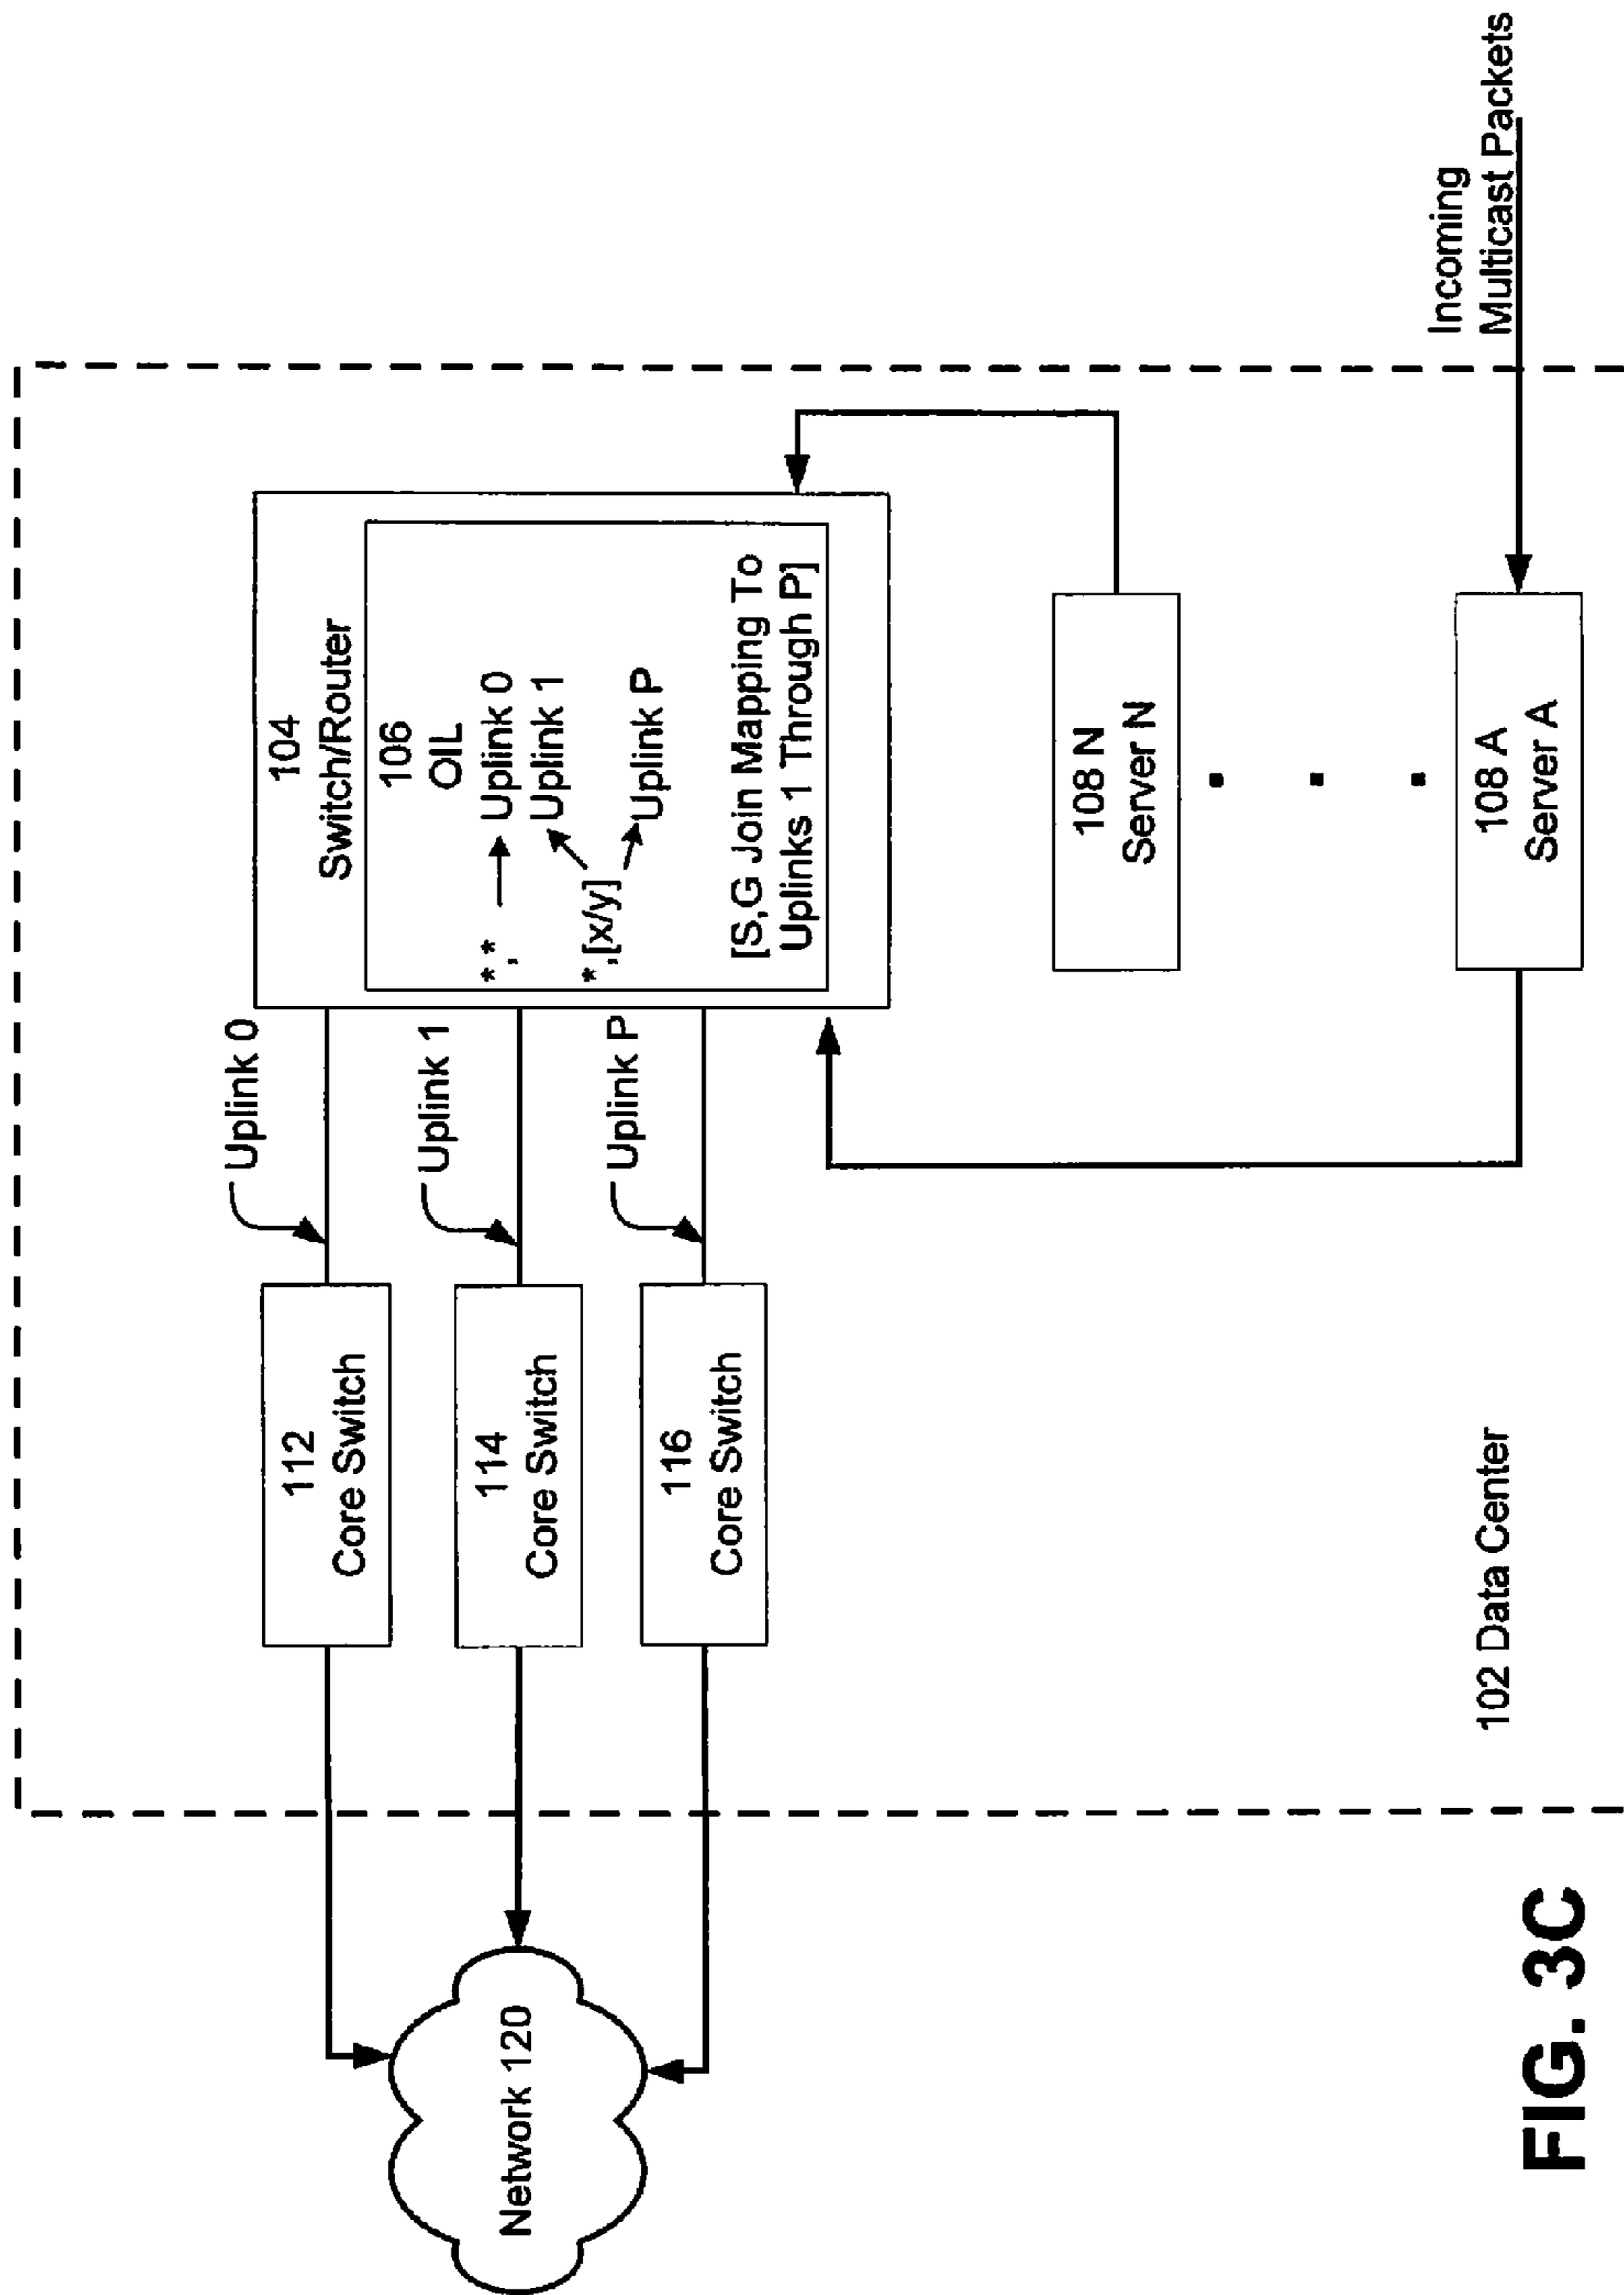 Network 120
112
Core Switch
114
Core Switch
116
Core Switch
Uplink 0
Uplink 1
Uplink P
104
Switch/Router
106
OIL
*,* Uplink 0
Uplink 1
*,[x/y]
Uplink P
[S,G Join Mapping To
Uplinks 1 Through P]
108 N
Server N
108 A
Server A
Incoming
Multicast Packets
102 Data Center
FIG. 3C